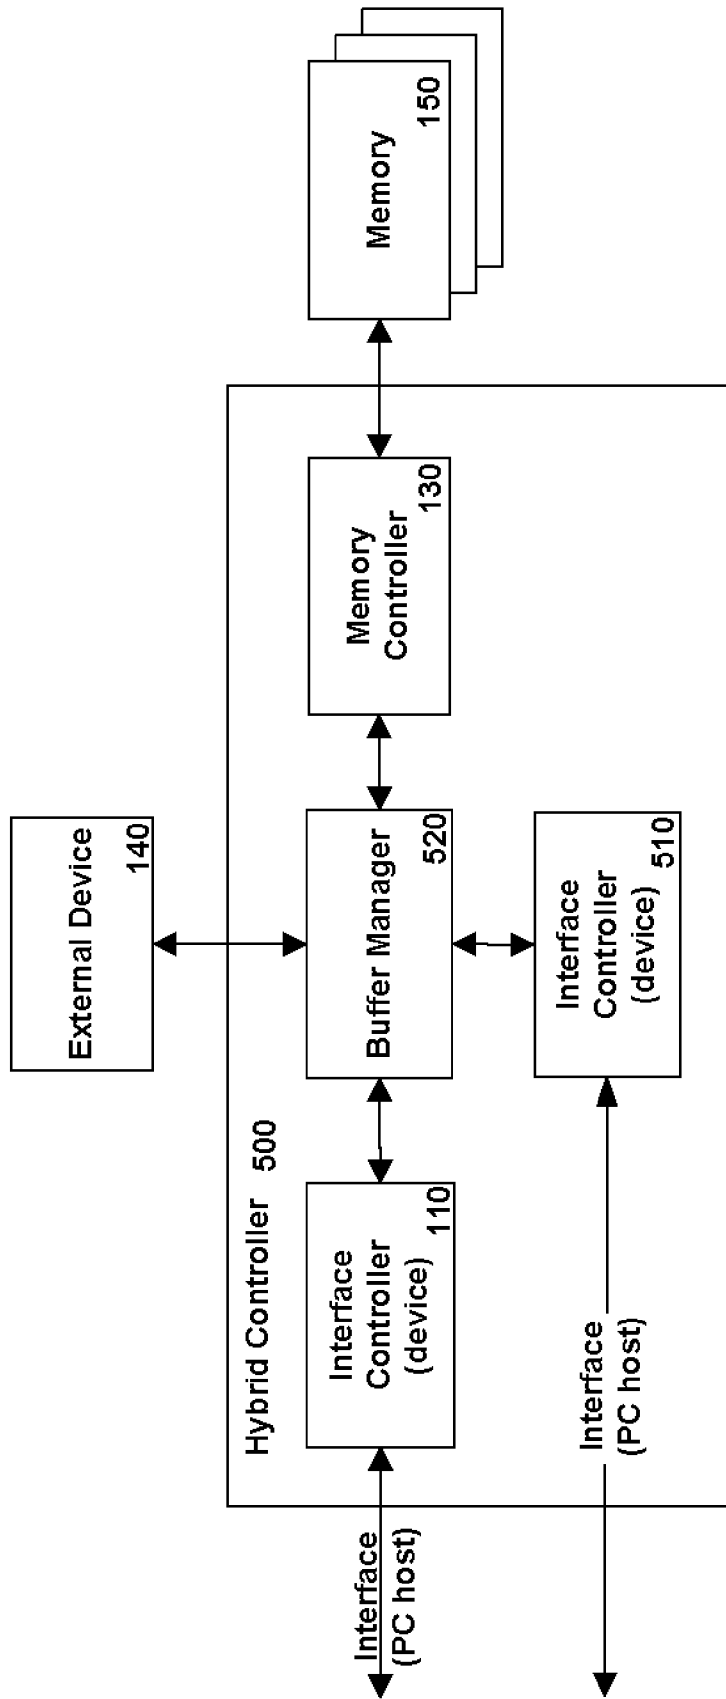 External Device
140
Hybrid Controller 500
Interface
(PC host)
Interface
Controller
(device)
110
Buffer Manager
520
Memory
Controller
130
Memory
150
Interface
(PC host)
Interface
Controller
(device)
510